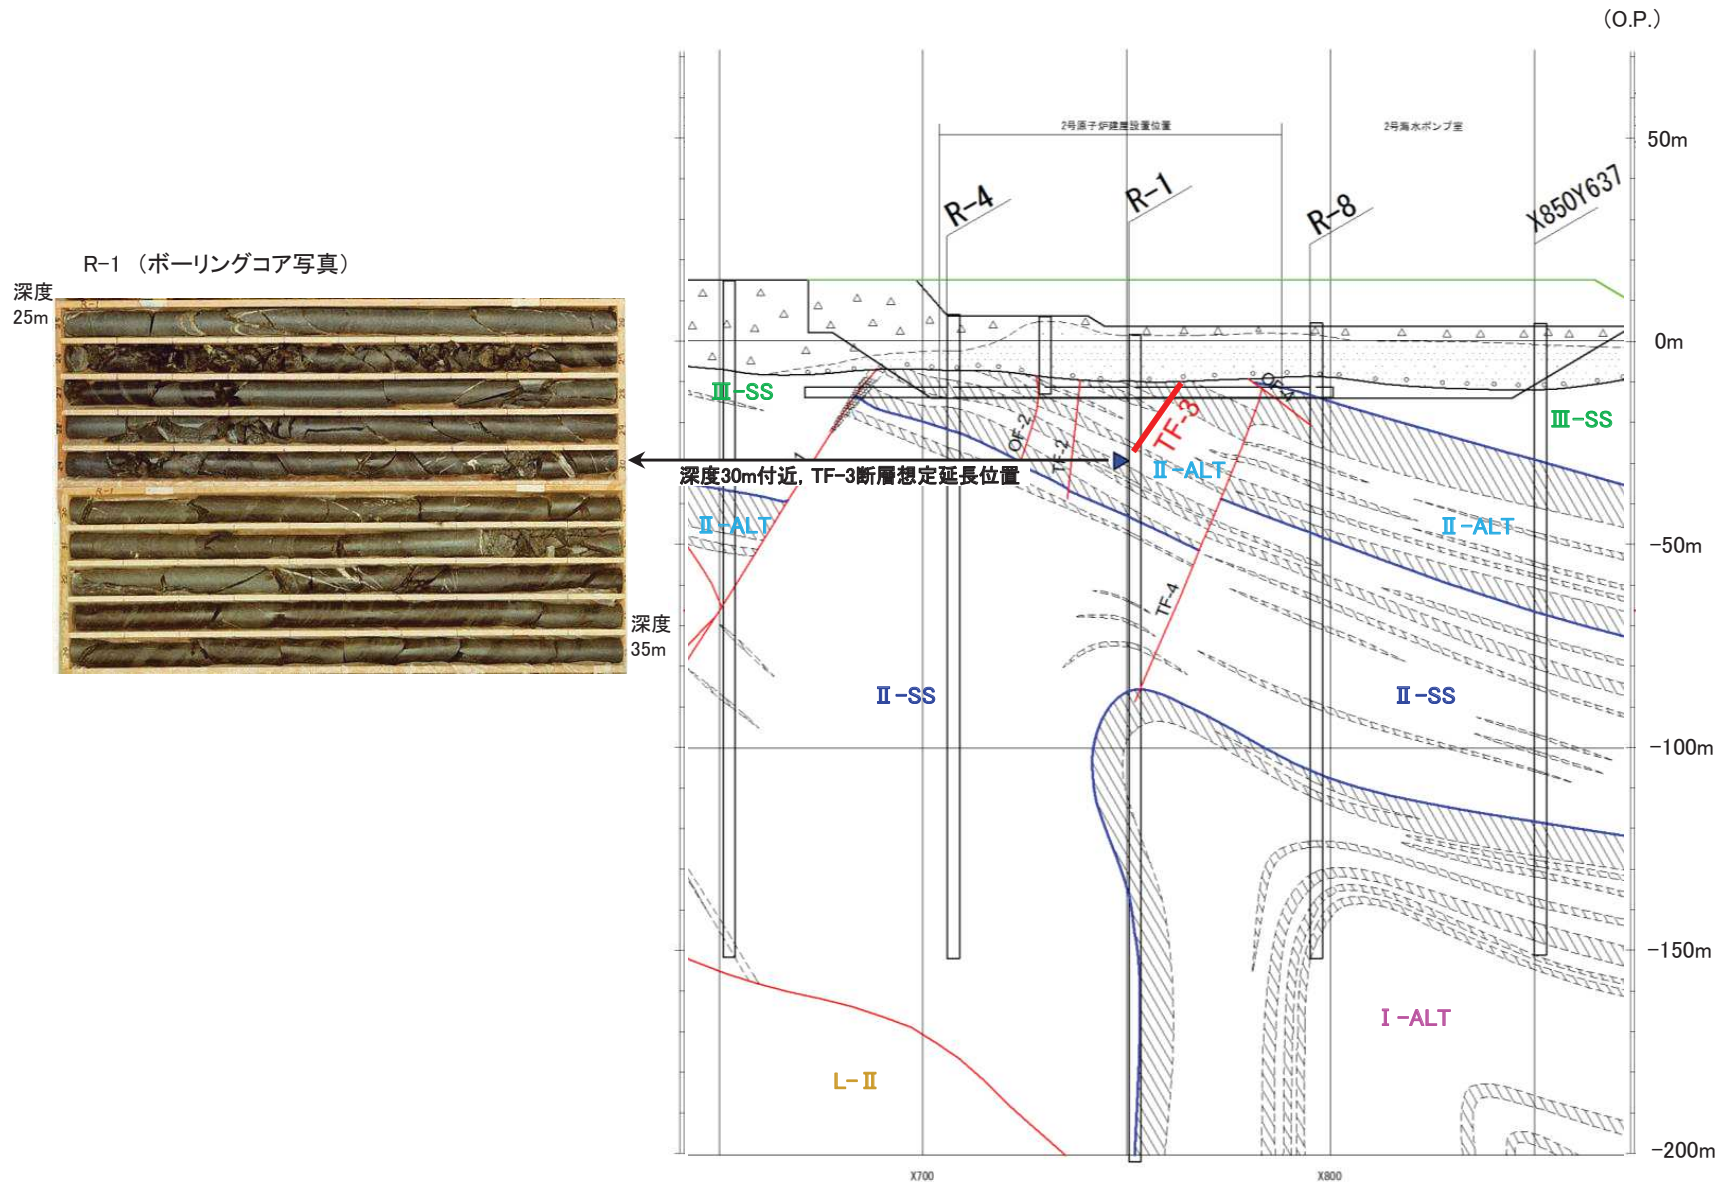 (O.P.)
50m
2号原子炉建屋設置位置
2号海水ポンプ室
R-4
R-1
R-8
X850Y637
R-1 （ボーリングコア写真）
深度
25m
0m
Ⅲ-SS
OF-4
Ⅲ-SS
OF-2
TF-2
TF-3
深度30m付近，TF-3断層想定延長位置
Ⅱ-ALT
Ⅱ-ALT
Ⅱ-ALT
-50m
TF-4
深度
35m
Ⅱ-SS
Ⅱ-SS
-100m
-150m
Ⅰ-ALT
L-Ⅱ
-200m
X700
X800